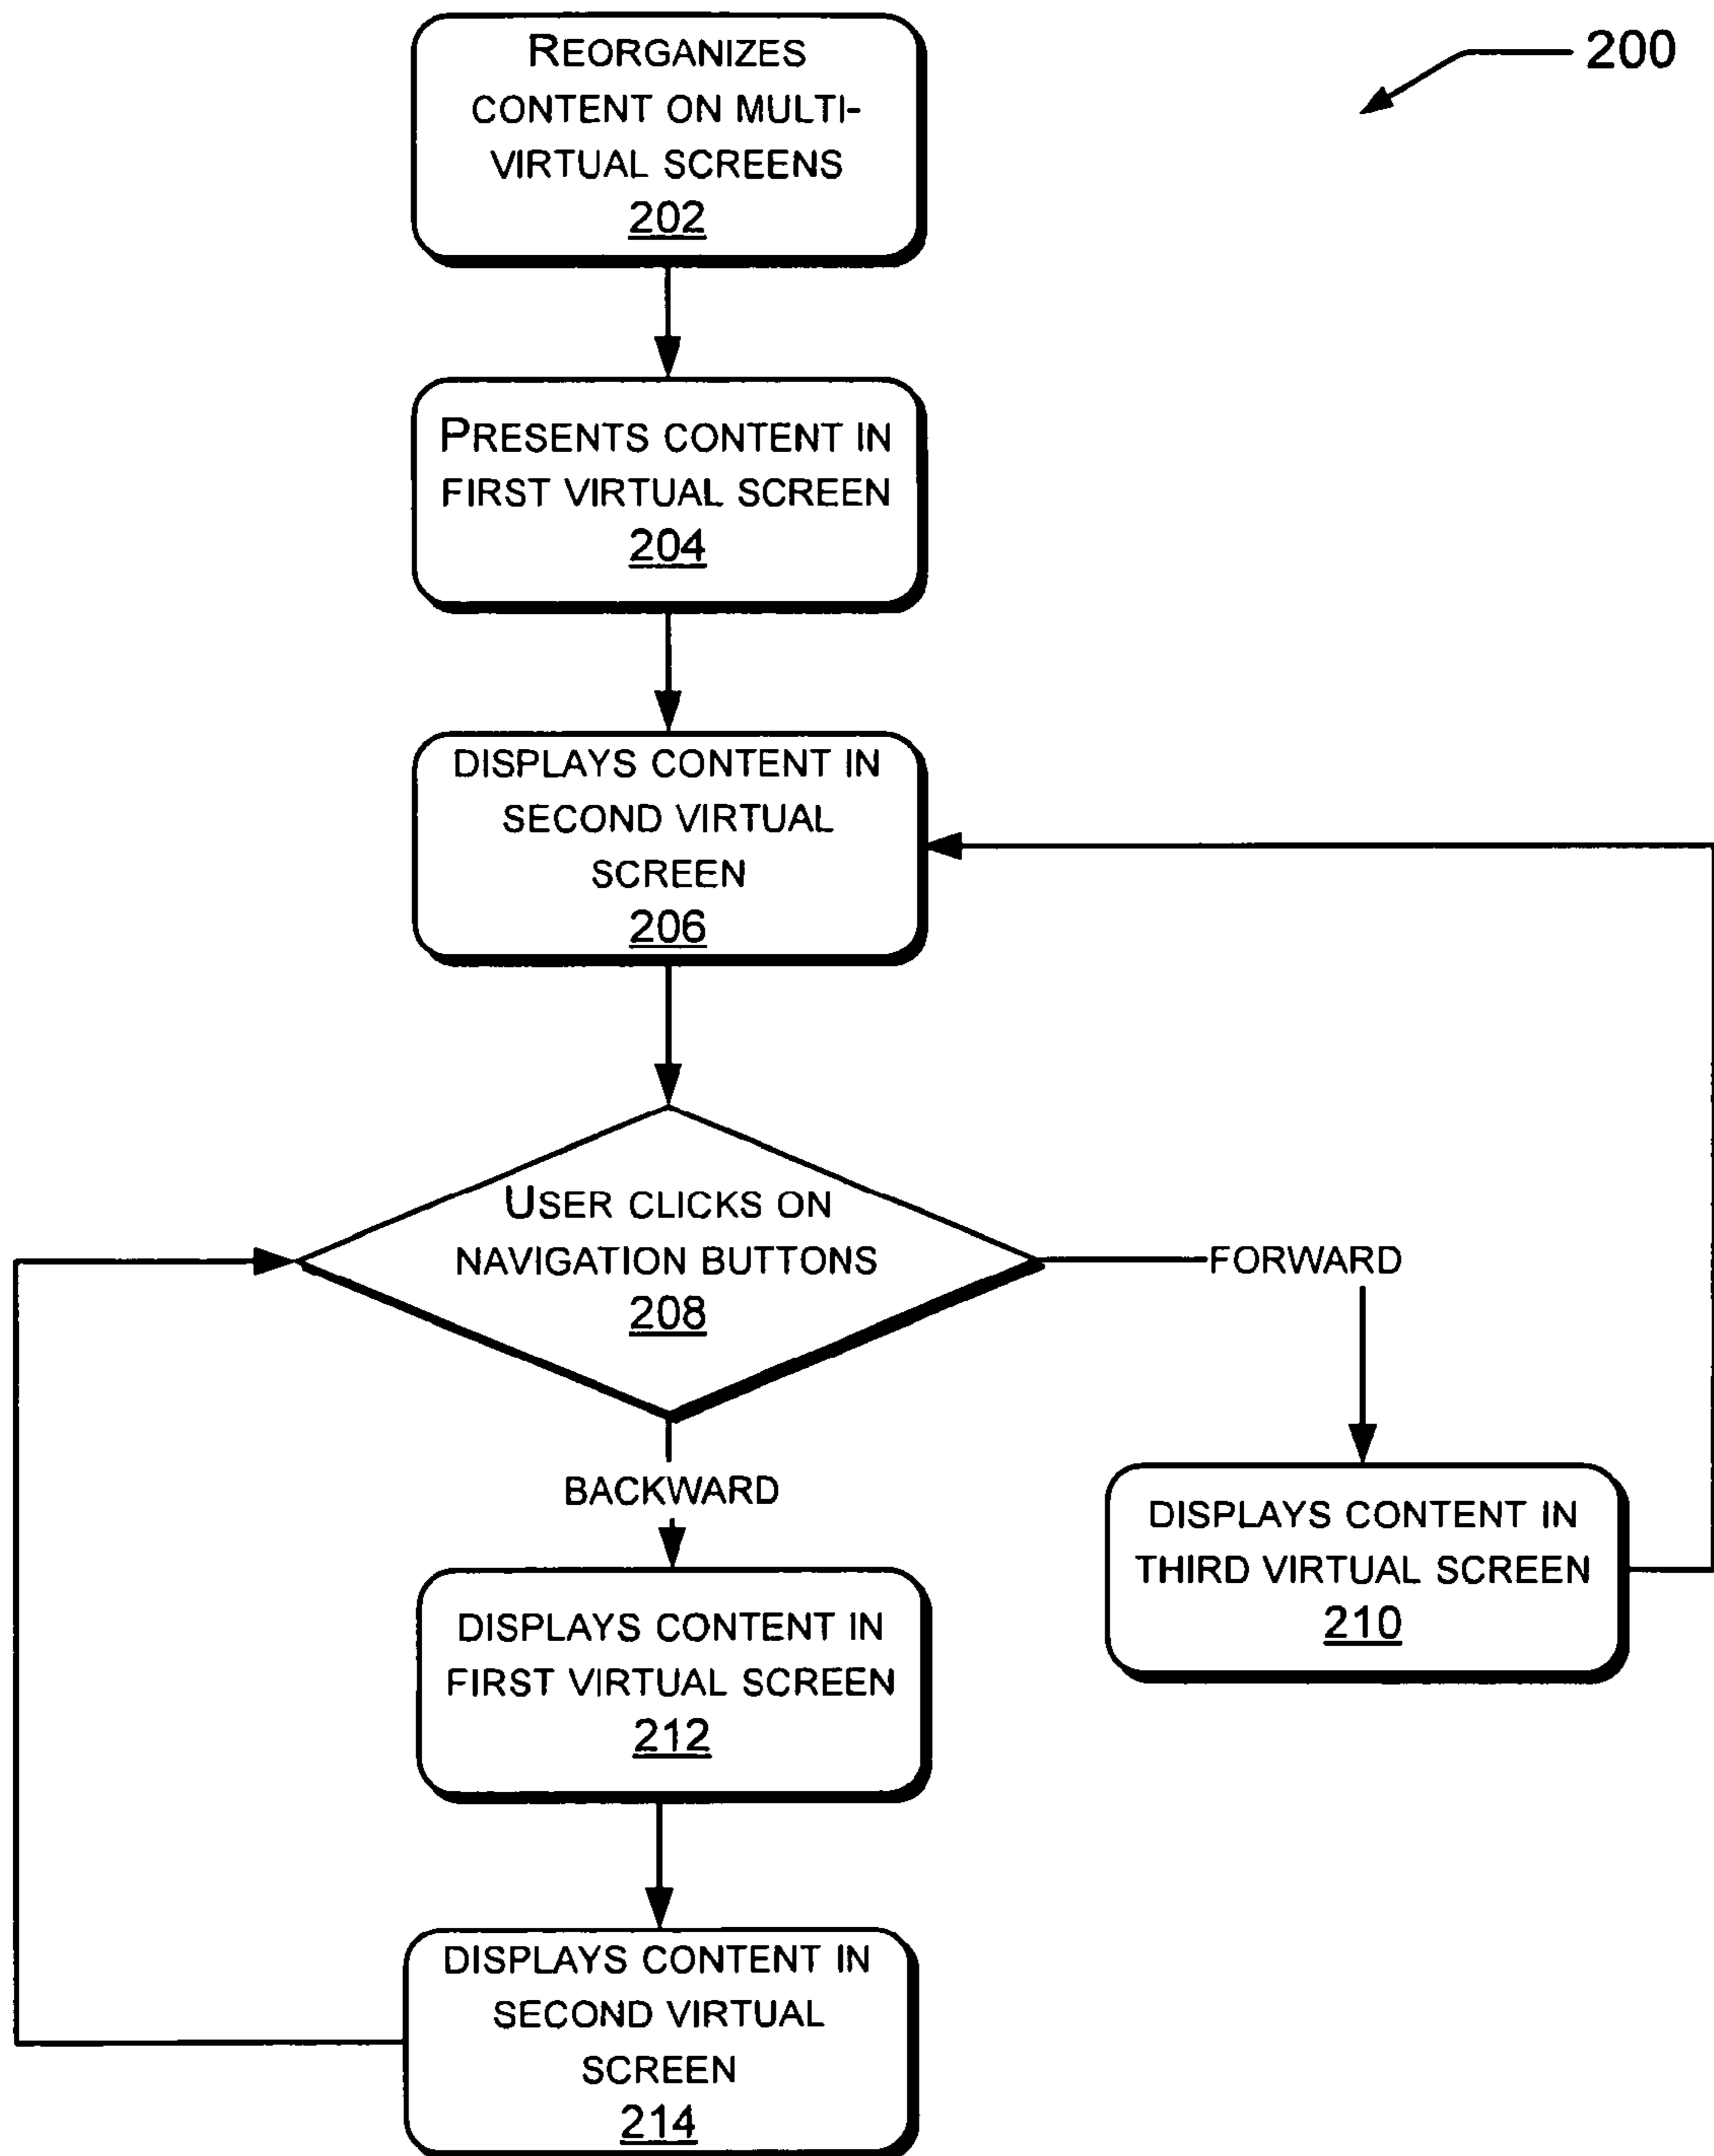 200
REORGANIZES
CONTENT ON MULTI-
VIRTUAL SCREENS
202
PRESENTS CONTENT IN
FIRST VIRTUAL SCREEN
204
DISPLAYS CONTENT IN
SECOND VIRTUAL
SCREEN
206
USER CLICKS ON
NAVIGATION BUTTONS
208
FORWARD
BACKWARD
DISPLAYS CONTENT IN
THIRD VIRTUAL SCREEN
210
DISPLAYS CONTENT IN
FIRST VIRTUAL SCREEN
212
DISPLAYS CONTENT IN
SECOND VIRTUAL
SCREEN
214